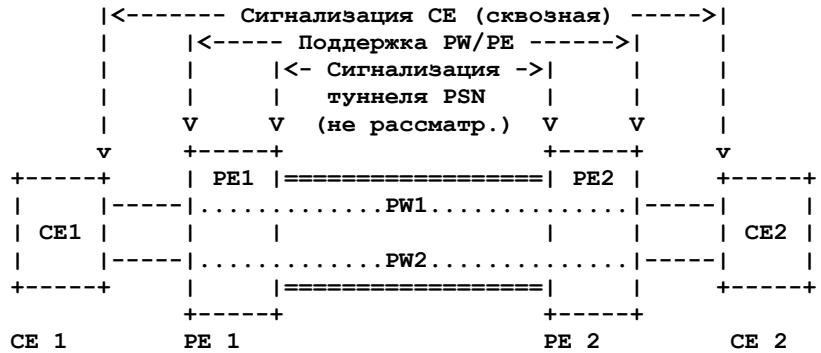 |<------- Сигнализация CE (сквозная) ----->|
|     |<----- Поддержка PW/PE ------>|     |
|     |     |<- Сигнализация ->|     |     |
|     |     |   туннеля PSN    |     |     |
|     V     V  (не рассматр.)  V     V     |
v     +-----+                  +-----+     v
+-----+     | PE1 |==================| PE2 |     +-----+
|     |-----|.............PW1..............|-----|     |
| CE1 |     |     |                  |     |     | CE2 |
|     |-----|.............PW2..............|-----|     |
+-----+     |     |==================|     |     +-----+
+-----+                  +-----+
CE 1        PE 1                     PE 2        CE 2